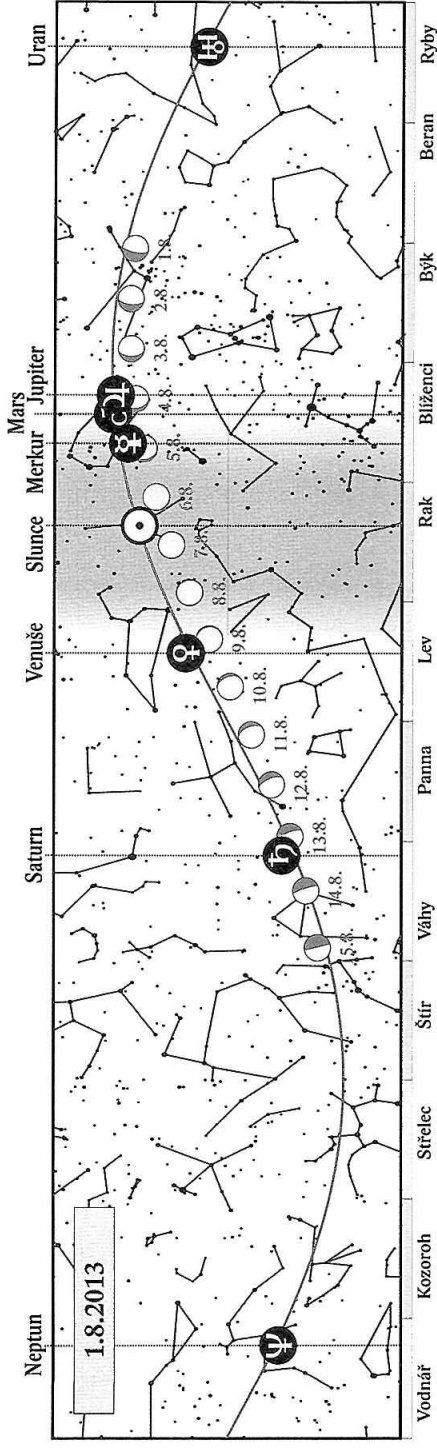 Mars
Neptun Saturn Venuše Slunce Merkur Jupiter Uran
1.8.2013
15.8. 14.8. 13.8. 12.8. 11.8. 10.8. 9.8. 8.8. 7.8. 6.8. 5.8. 4.8. 3.8. 2.8. 1.8.
Vodnář Kozoroh Střelec Štír Váhy Panna Lev Rak Blíženci Býk Beran Ryby